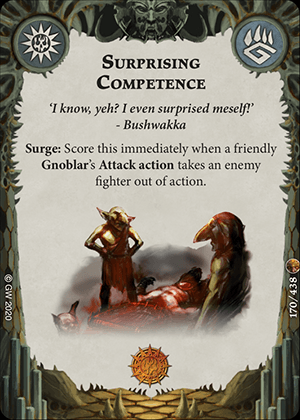 Surprising
Competence
‘I know, yeh? I even surprised meself!’
- Bushwakka
Surge: Score this immediately when a friendly
Gnoblar’s Attack action takes an enemy
fighter out of action.
© GW 2020
170/438